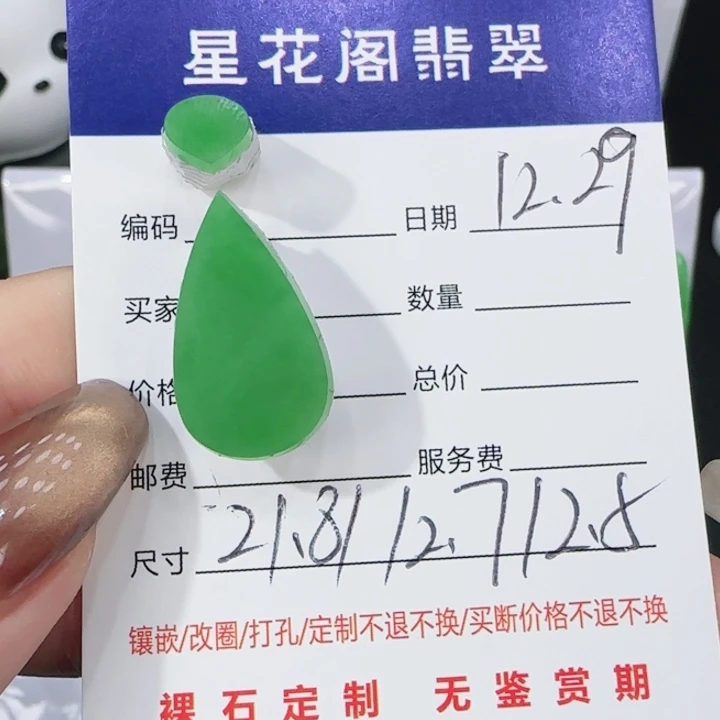 星花阁翡翠
编码 日期 12.29
买家 数量
价格 总价
邮费 服务费
尺寸 21.8/12.7/2.5
镶嵌/改圈/打孔/定制不退不换/买断价格不退不换
裸石定制 无鉴赏期